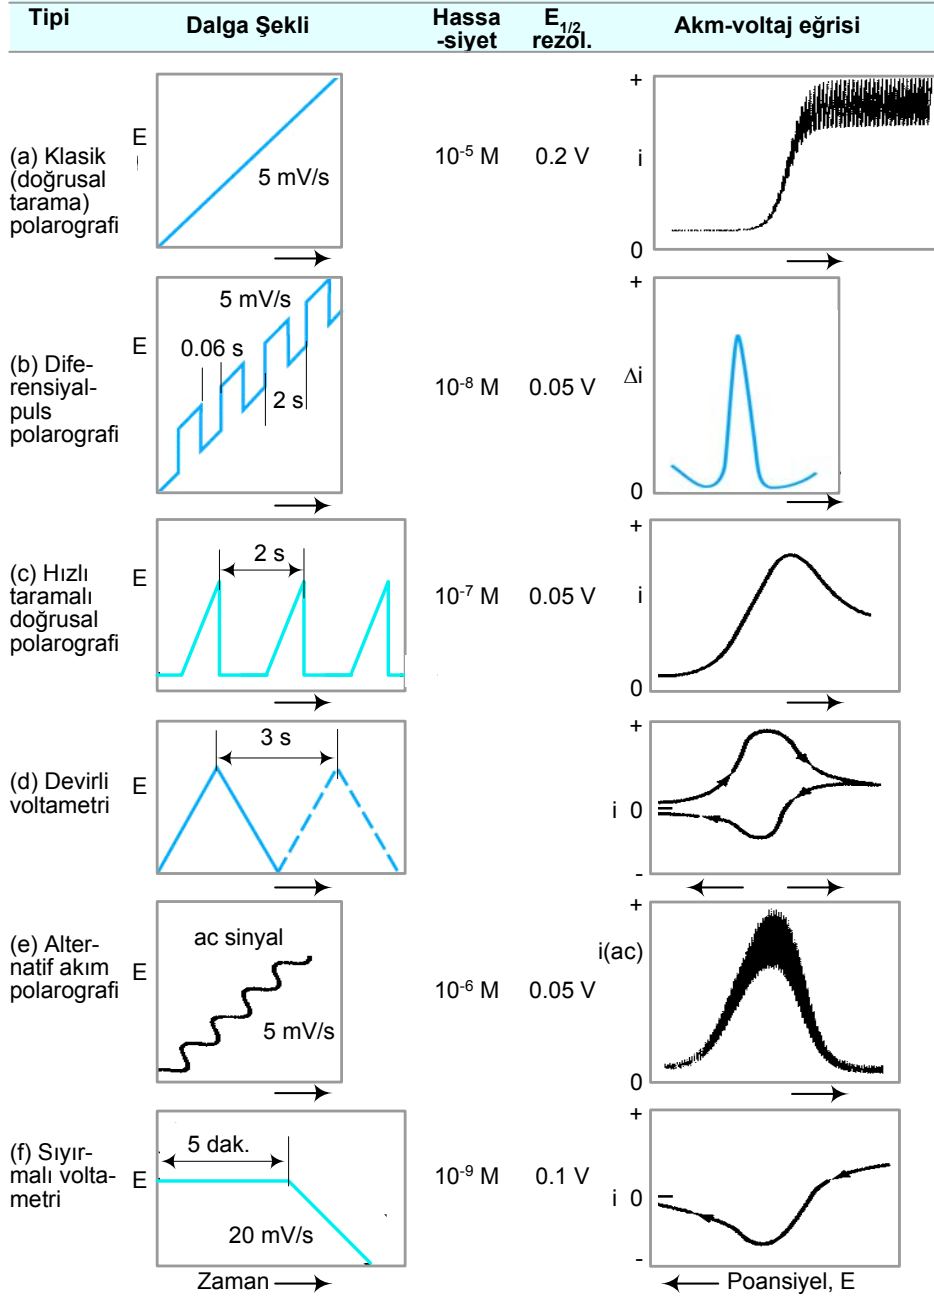 Tipi
Dalga Şekli
Hassa
-siyet
E1/2
rezol.
Akm-voltaj eğrisi
(a) Klasik
(doğrusal
tarama)
polarografi
E
5 mV/s
10-5 M
0.2 V
+
i
0
(b) Dife-
rensiyal-
puls
polarografi
E
5 mV/s
0.06 s
2 s
10-8 M
0.05 V
+
Δi
0
(c) Hızlı
taramalı
doğrusal
polarografi
E
2 s
10-7 M
0.05 V
+
i
0
(d) Devirli
voltametri
E
3 s
+
i 0
-
(e) Alter-
natif akım
polarografi
E
ac sinyal
5 mV/s
10-6 M
0.05 V
+
i(ac)
0
(f) Sıyır-
malı volta-
metri
E
5 dak.
20 mV/s
10-9 M
0.1 V
+
i 0
-
Zaman
Poansiyel, E